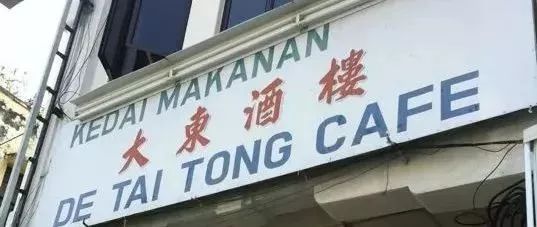 KEDAI MAKANAN
大東酒樓
DE TAI TONG CAFE